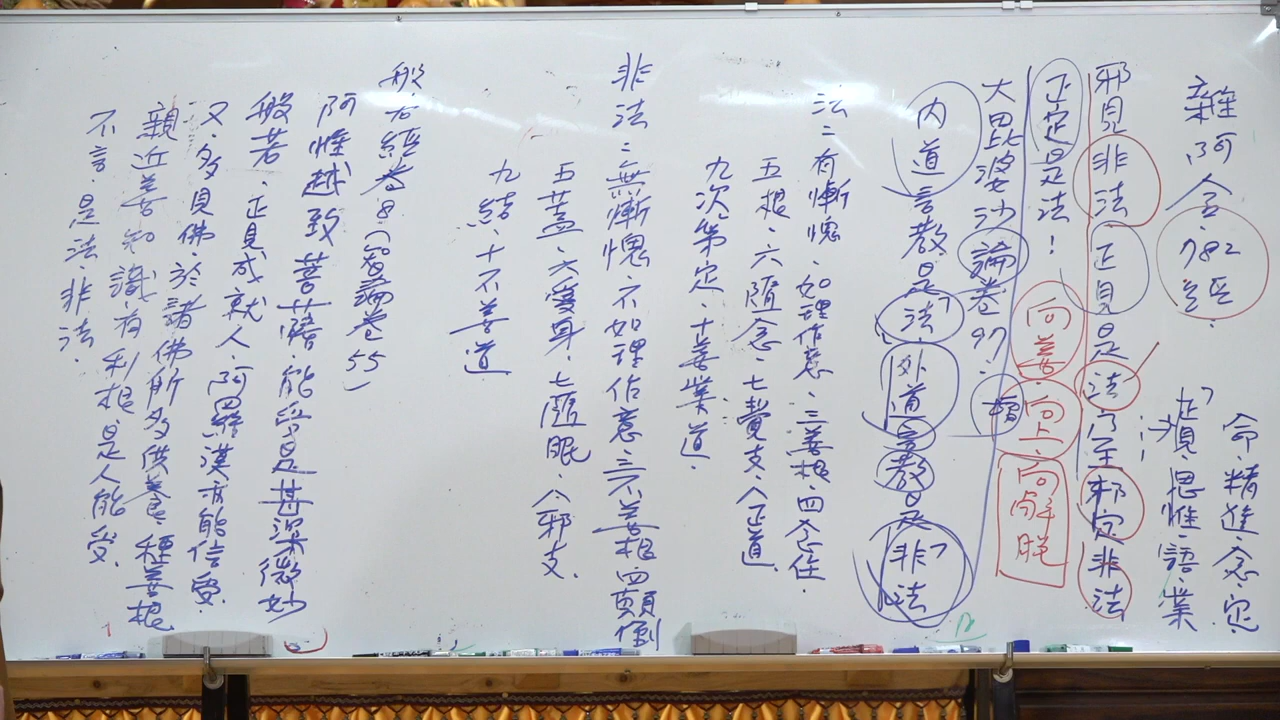 雜阿含782經.
正見,思惟,語,業
命,精進,念,定
邪見非法正見是法乃至邪定非法
正定是法!向善.向上.向解脫
大毘婆沙論卷97.
內道言教是「法」外道言教是「非法」
法:有慚愧、如理作意、三善根、四念住
五根、六隨念、七覺支、八正道
九次第定、十善業道.
非法:無慚愧、不如理作意、三不善根、四顛倒
五蓋、六愛身、七隨眠、八邪支.
九結、十不善道
般若經卷8(智論卷55)
阿惟越致菩薩、能受是甚深微妙
般若、正見成就人、阿羅漢亦能信受.
又,多見佛、於諸佛所多供養、種善根
親近善知識、有利根、是人能受.
不言是法、非法.